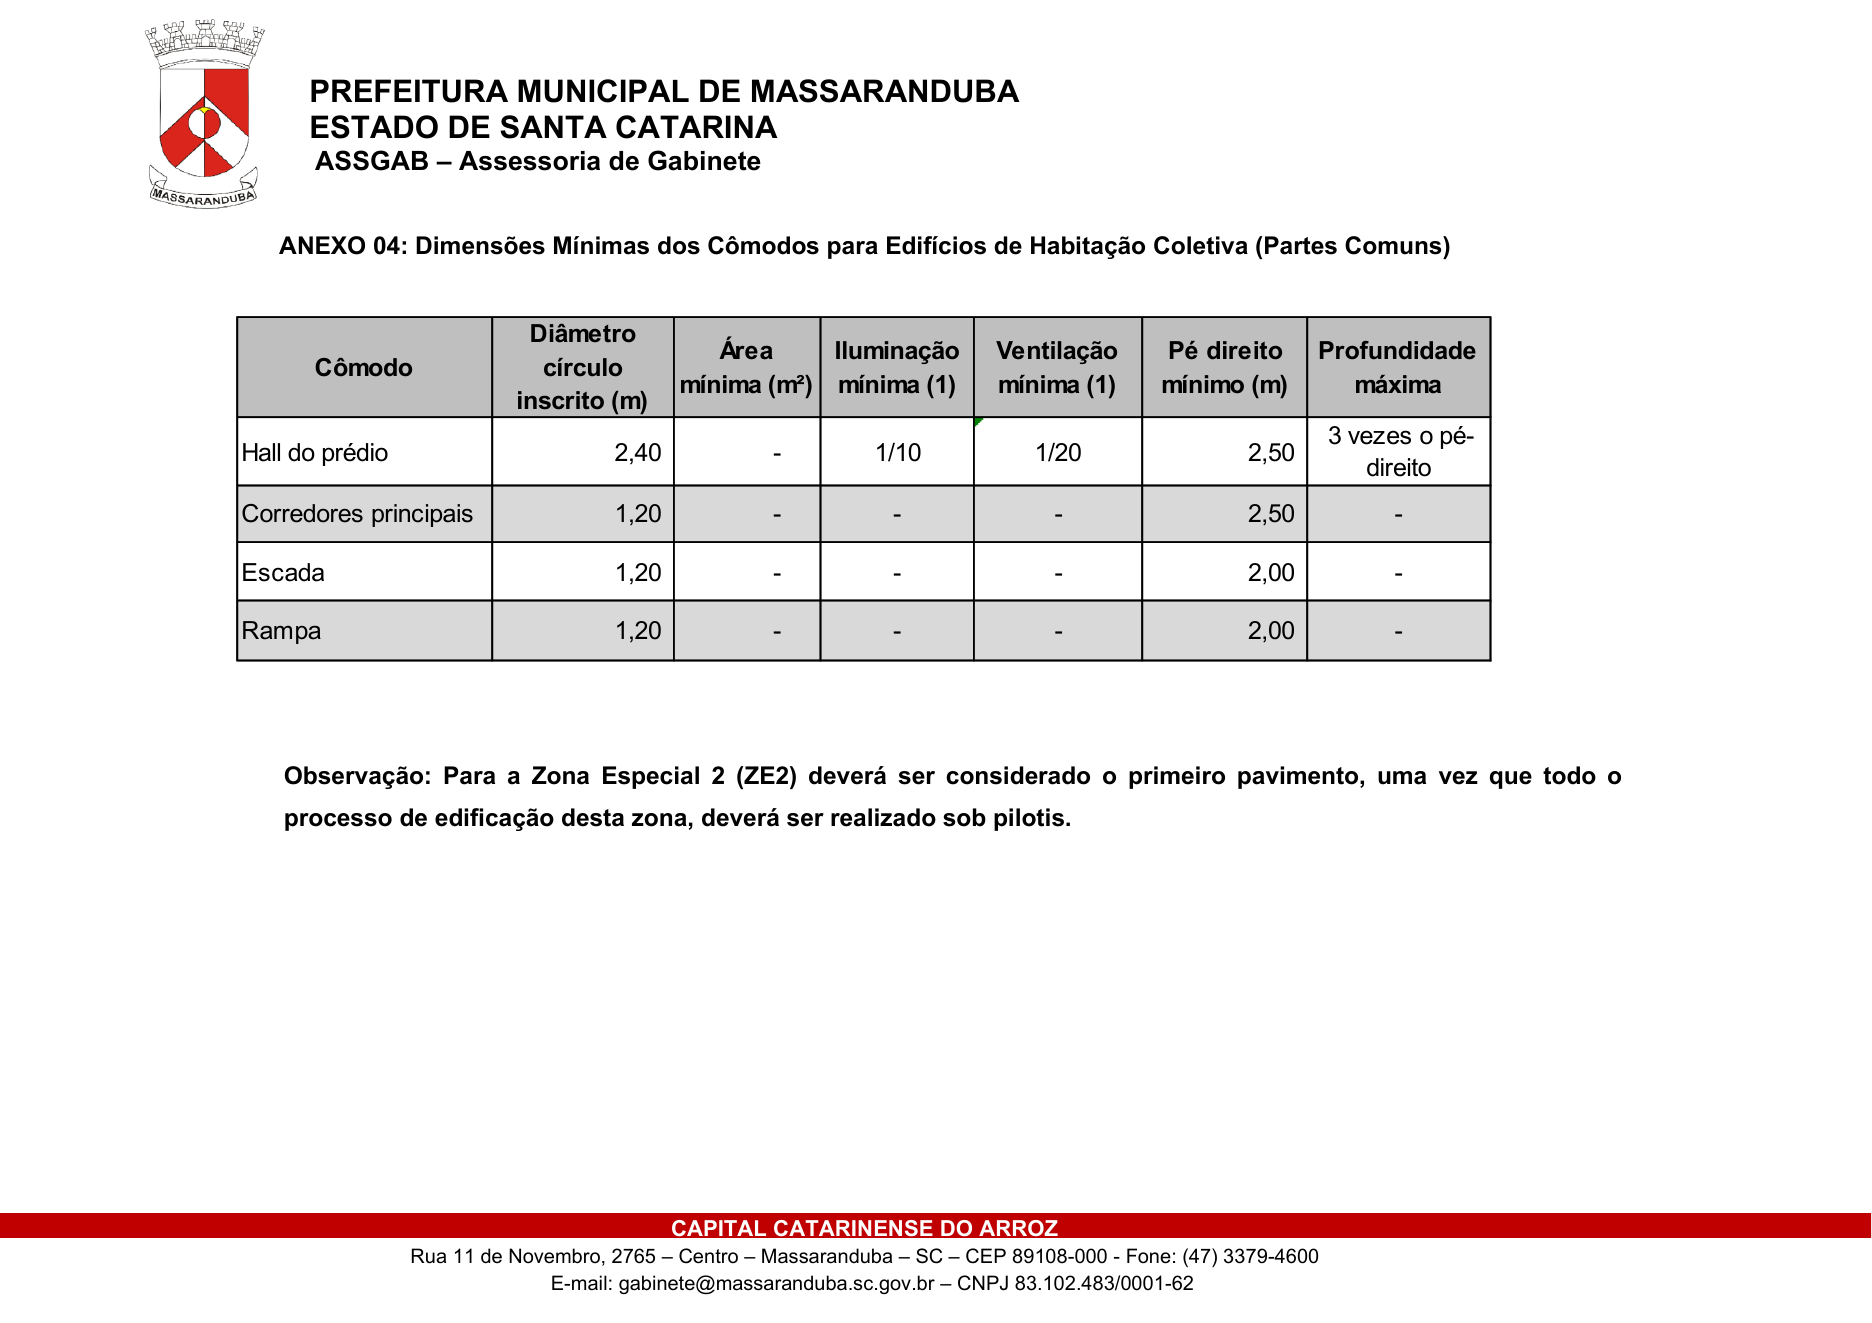 MASSARANDUBA
PREFEITURA MUNICIPAL DE MASSARANDUBA
ESTADO DE SANTA CATARINA
ASSGAB – Assessoria de Gabinete
ANEXO 04: Dimensões Mínimas dos Cômodos para Edifícios de Habitação Coletiva (Partes Comuns)
Cômodo
Diâmetro
círculo
inscrito (m)
Área
mínima (m²)
Iluminação
mínima (1)
Ventilação
mínima (1)
Pé direito
mínimo (m)
Profundidade
máxima
Hall do prédio 2,40 - 1/10 1/20 2,50 3 vezes o pé-
direito
Corredores principais 1,20 - - - 2,50 -
Escada 1,20 - - - 2,00 -
Rampa 1,20 - - - 2,00 -
Observação: Para a Zona Especial 2 (ZE2) deverá ser considerado o primeiro pavimento, uma vez que todo o
processo de edificação desta zona, deverá ser realizado sob pilotis.
CAPITAL CATARINENSE DO ARROZ
Rua 11 de Novembro, 2765 – Centro – Massaranduba – SC – CEP 89108-000 - Fone: (47) 3379-4600
E-mail: gabinete@massaranduba.sc.gov.br – CNPJ 83.102.483/0001-62